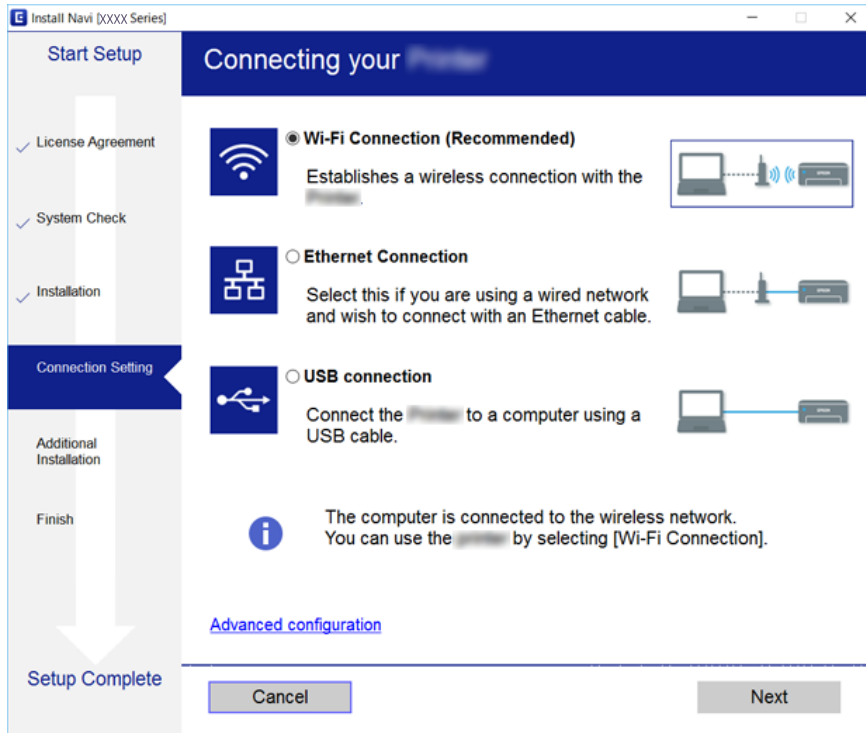 Install Navi [XXXX Series]
Start Setup
License Agreement
System Check
Installation
Connection Setting
Additional
Installation
Finish
Setup Complete
Connecting your
Wi-Fi Connection (Recommended)
Establishes a wireless connection with the
.
Ethernet Connection
Select this if you are using a wired network
and wish to connect with an Ethernet cable.
USB connection
Connect the to a computer using a
USB cable.
The computer is connected to the wireless network.
You can use the by selecting [Wi-Fi Connection].
Advanced configuration
Cancel
Next